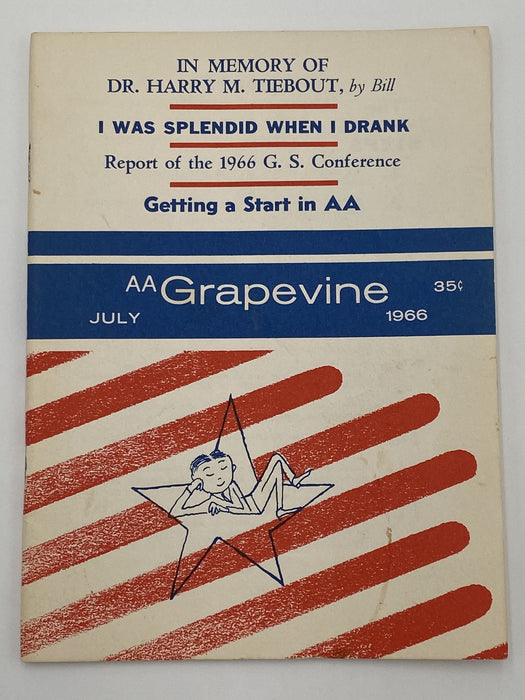 IN MEMORY OF
DR. HARRY M. TIEBOUT, by Bill
I WAS SPLENDID WHEN I DRANK
Report of the 1966 G. S. Conference
Getting a Start in AA
AA Grapevine 35¢
JULY 1966